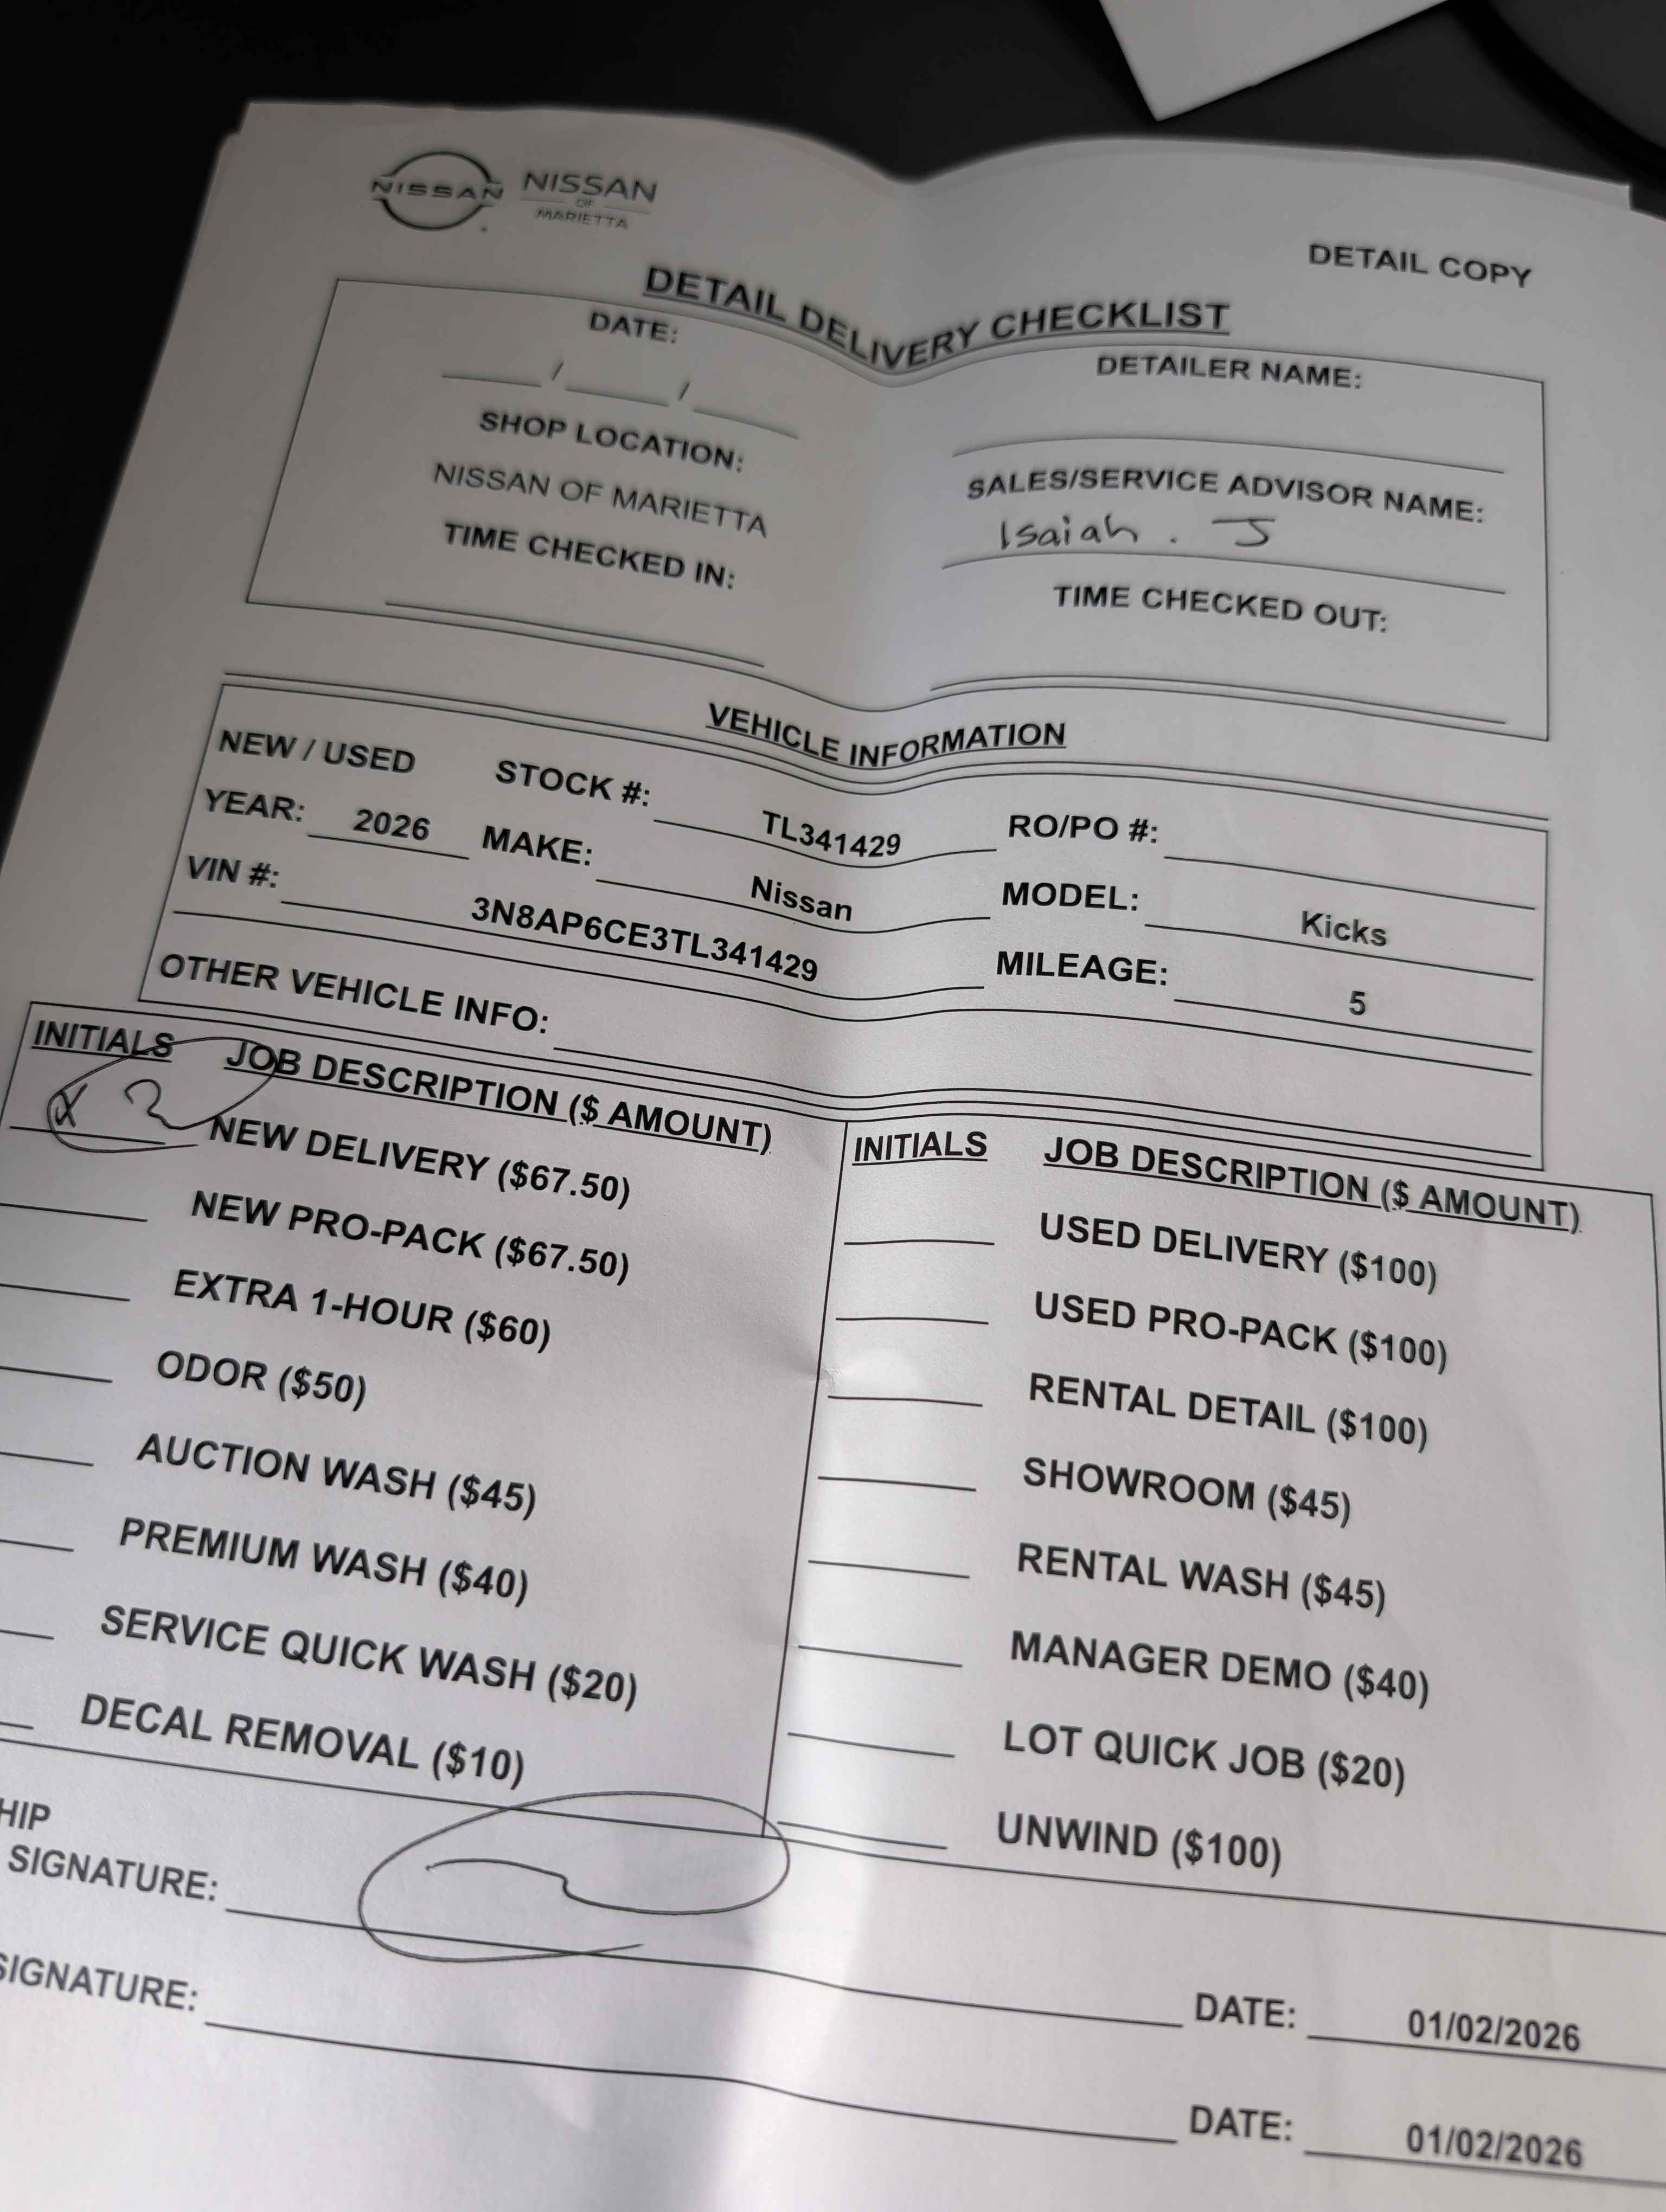 NISSAN
NISSAN
OF
MARIETTA
DETAIL COPY
DETAIL DELIVERY CHECKLIST
DATE:
/ /
SHOP LOCATION:
NISSAN OF MARIETTA
TIME CHECKED IN:
DETAILER NAME:
SALES/SERVICE ADVISOR NAME:
Isaiah. J
TIME CHECKED OUT:
VEHICLE INFORMATION
NEW / USED STOCK #: TL341429 RO/PO #:
YEAR: 2026 MAKE: Nissan MODEL: Kicks
VIN #: 3N8AP6CE3TL341429 MILEAGE: 5
OTHER VEHICLE INFO:
INITIALS JOB DESCRIPTION ($ AMOUNT)
X NEW DELIVERY ($67.50)
NEW PRO-PACK ($67.50)
EXTRA 1-HOUR ($60)
ODOR ($50)
AUCTION WASH ($45)
PREMIUM WASH ($40)
SERVICE QUICK WASH ($20)
DECAL REMOVAL ($10)
INITIALS JOB DESCRIPTION ($ AMOUNT)
USED DELIVERY ($100)
USED PRO-PACK ($100)
RENTAL DETAIL ($100)
SHOWROOM ($45)
RENTAL WASH ($45)
MANAGER DEMO ($40)
LOT QUICK JOB ($20)
UNWIND ($100)
HIP
SIGNATURE: DATE: 01/02/2026
SIGNATURE: DATE: 01/02/2026